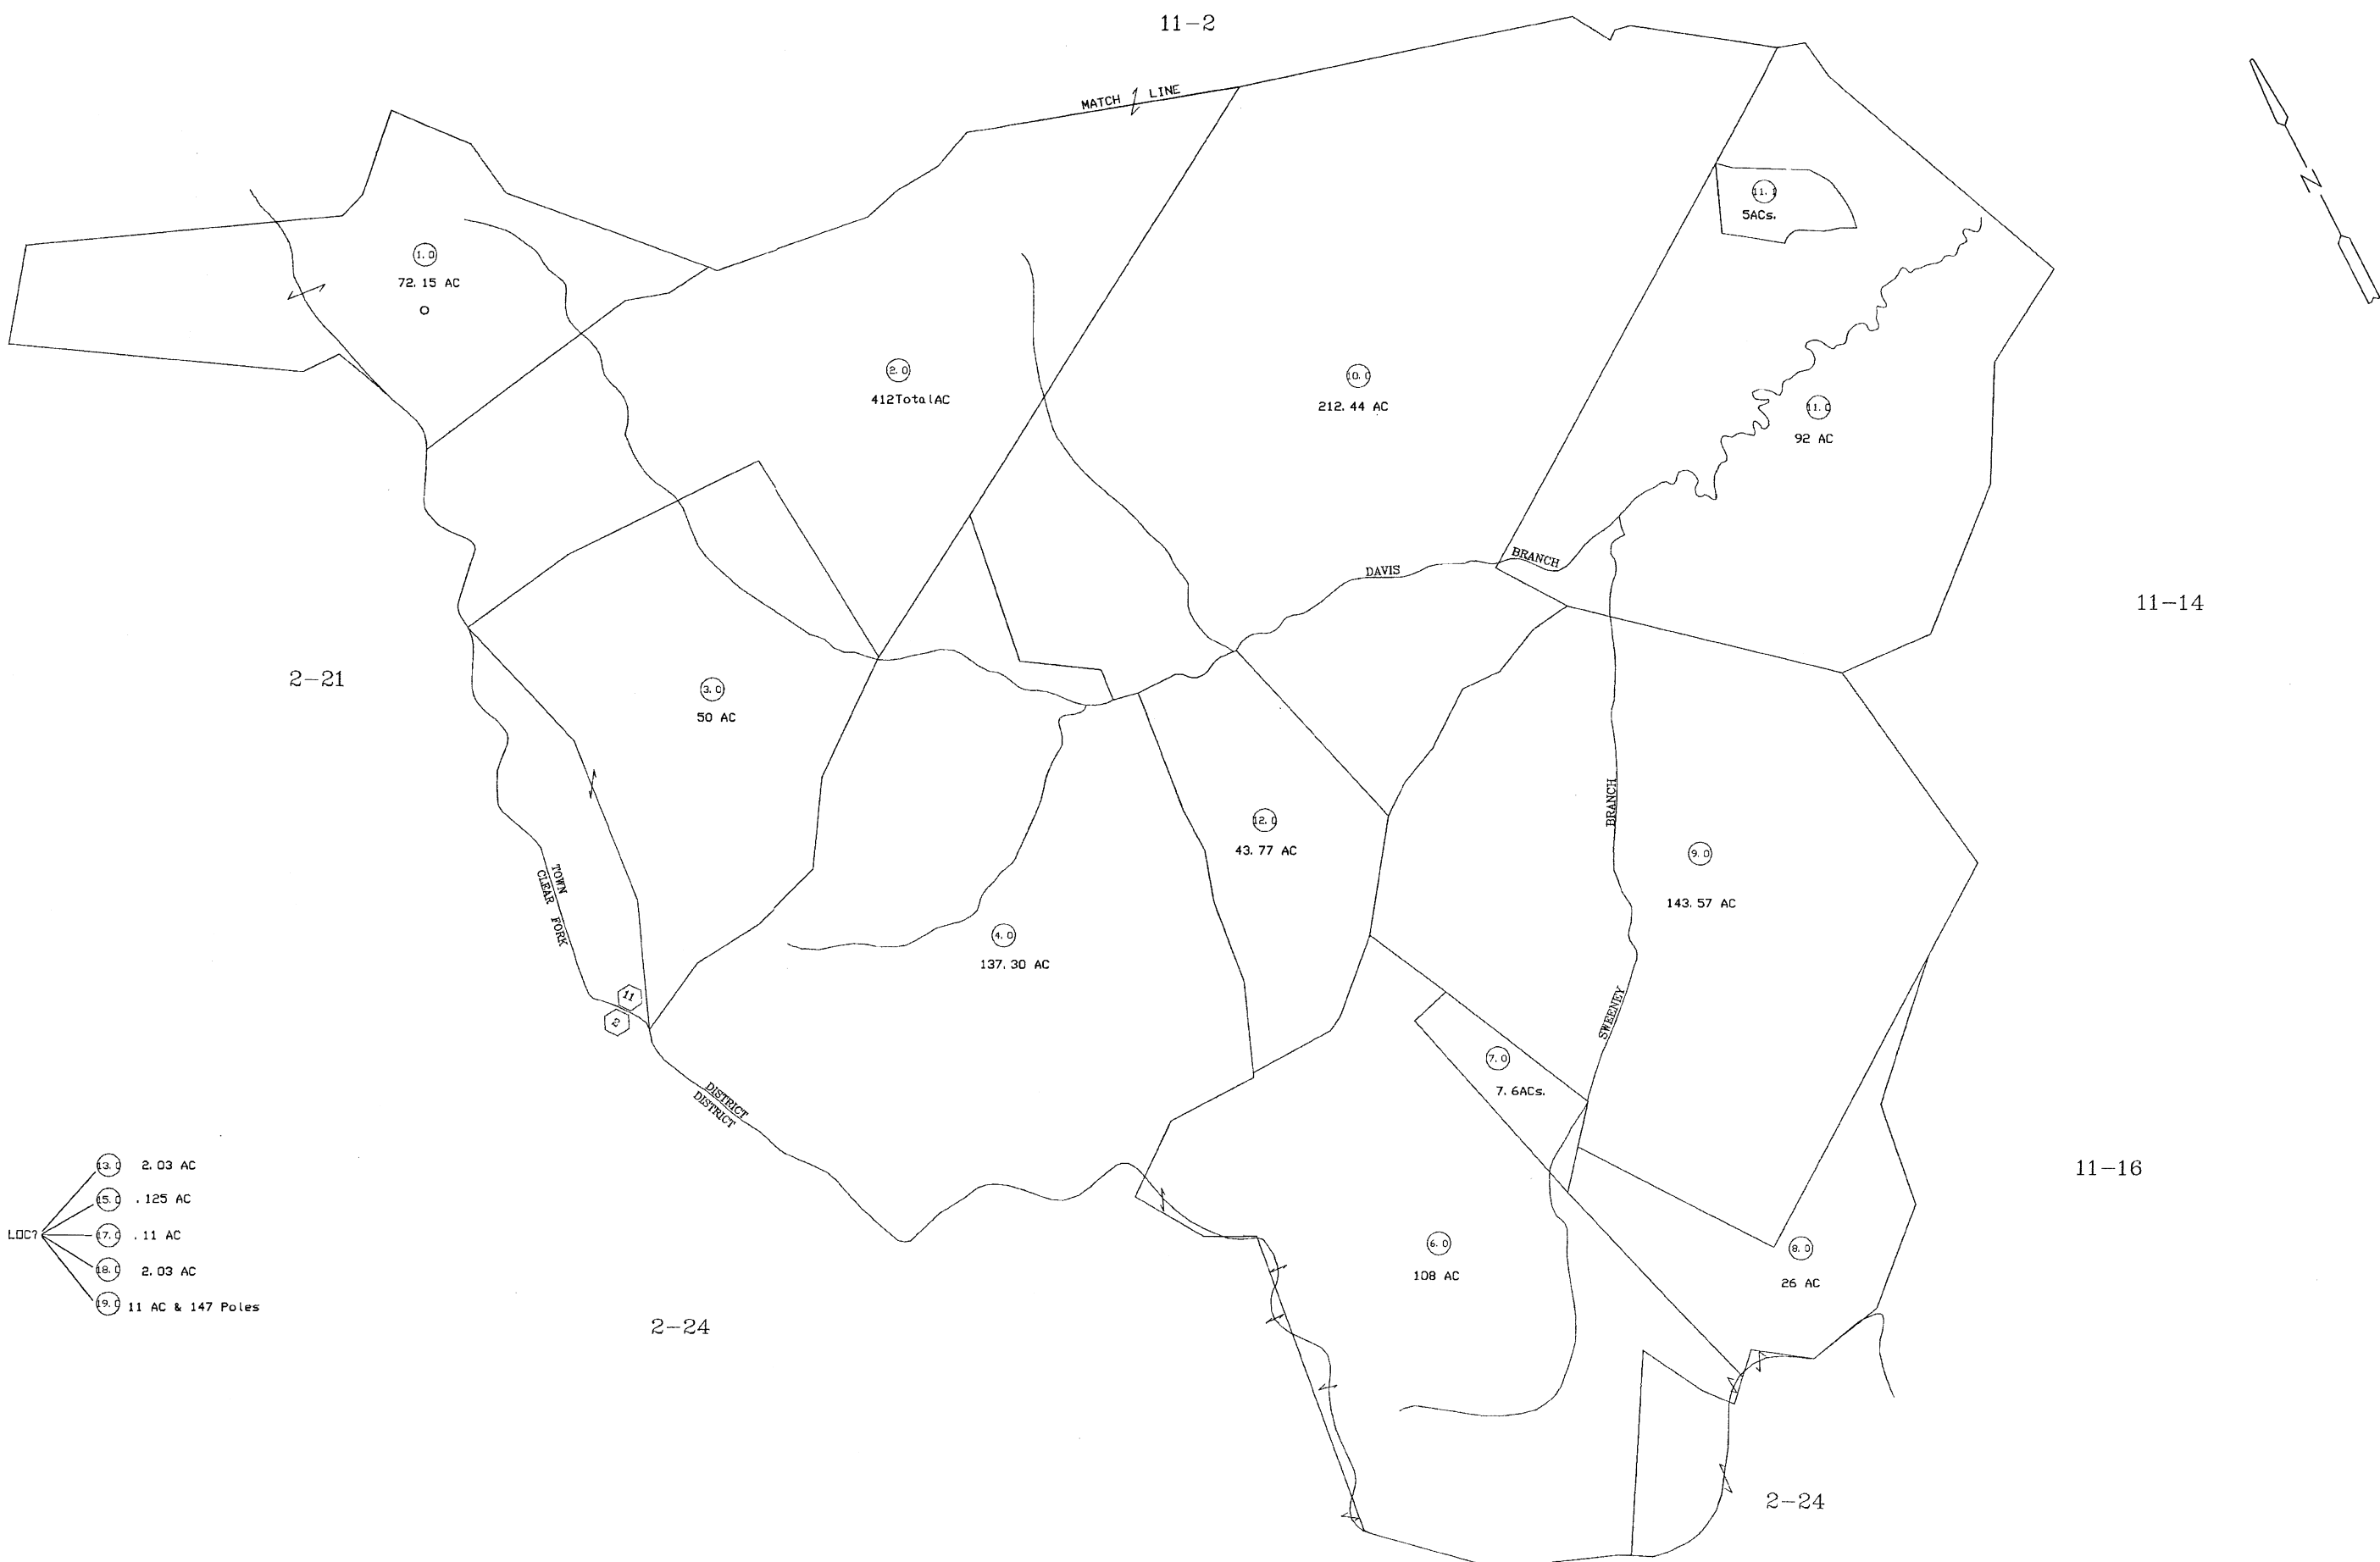 11-2
MATCH LINE
N
11.1
5ACs.
1.0
72.15 AC
2.0
412TotalAC
10.0
212.44 AC
11.0
92 AC
DAVIS BRANCH
11-14
2-21
3.0
50 AC
BRANCH
12.0
43.77 AC
9.0
143.57 AC
TOWN
CLEAR FORK
4.0
137.30 AC
11
2
SWEENEY
7.0
7.6ACs.
DISTRICT
DISTRICT
11-16
LOC?
13.0 2.03 AC
15.0 .125 AC
17.0 .11 AC
18.0 2.03 AC
19.0 11 AC & 147 Poles
6.0
108 AC
8.0
26 AC
2-24
2-24